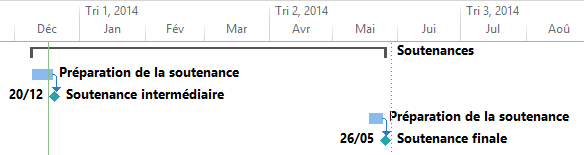 Tri 1, 2014 Tri 2, 2014 Tri 3, 2014
Déc Jan Fév Mar Avr Mai Jui Jui Aoû
Soutenances
Préparation de la soutenance
20/12 Soutenance intermédiaire
Préparation de la soutenance
26/05 Soutenance finale